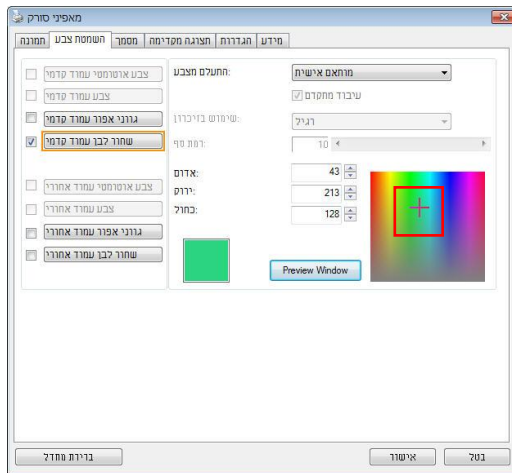 מאפיני סורק
תמונה השמטת צבע מסמך תצוגה מקדימה הגדרות מידע
צבע אוטומטי עמוד קדמי
צבע עמוד קדמי
גווני אפור עמוד קדמי
שחור לבן עמוד קדמי
צבע אוטומטי עמוד אחורי
צבע עמוד אחורי
גווני אפור עמוד אחורי
שחור לבן עמוד אחורי
התעלם מצבע:
מותאם אישית
עיבוד מתקדם
שימוש בזיכרון:
רגיל
רמת סף:
10
אדום:
43
ירוק:
213
כחול:
128
Preview Window
ברירת מחדל
אישור
בטל